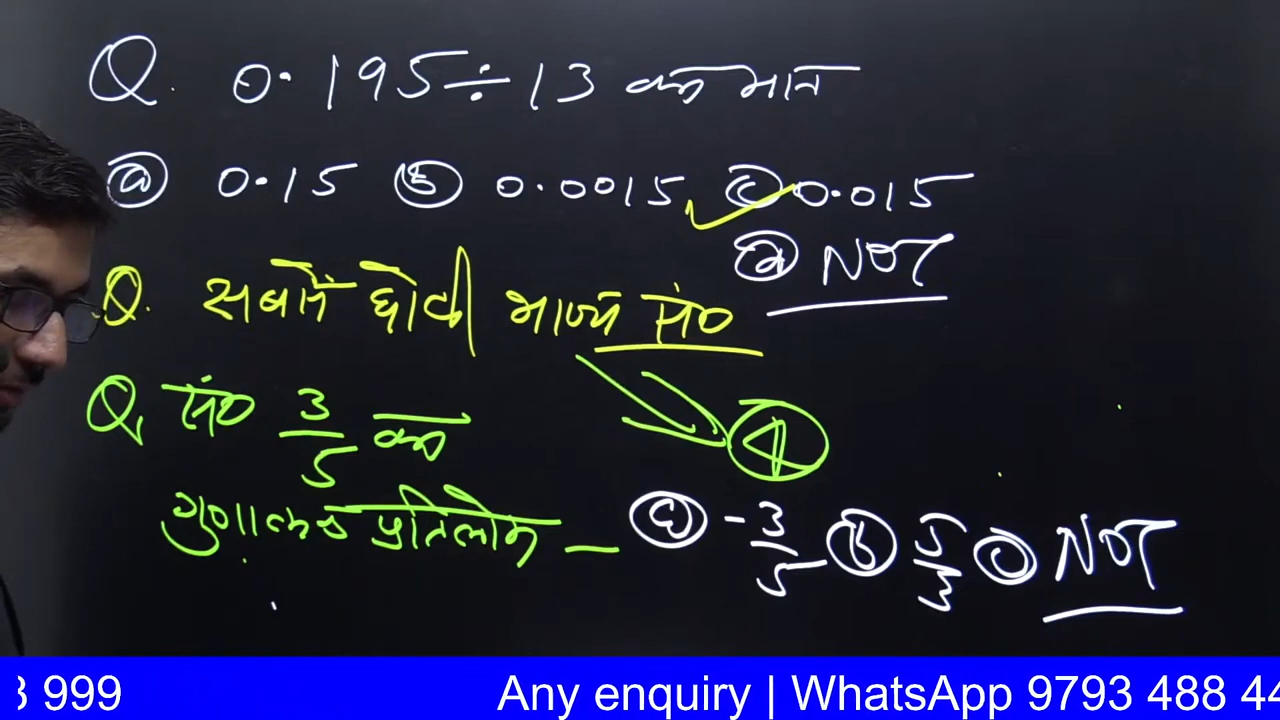 Q. 0.195 ÷ 13 का मान
(a) 0.15 (b) 0.0015 (c) 0.015
(d) NOT
Q. सबसे छोटी भाज्य सं०
4
Q. सं० 3/5 का
गुणात्मक प्रतिलोम —
(a) -3/5 (b) 5/3 (c) NOT
3 999 Any enquiry | WhatsApp 9793 488 44